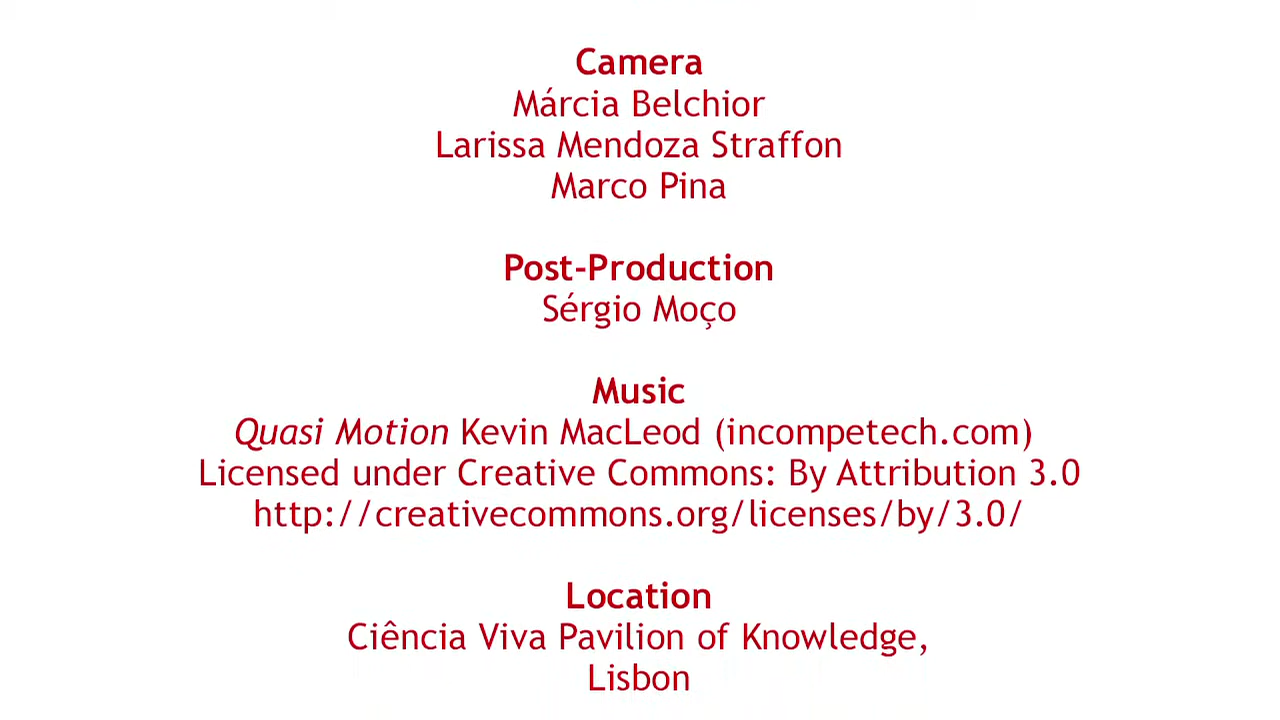 Camera
Márcia Belchior
Larissa Mendoza Straffon
Marco Pina
Post-Production
Sérgio Moço
Music
Quasi Motion Kevin MacLeod (incompetech.com)
Licensed under Creative Commons: By Attribution 3.0
http://creativecommons.org/licenses/by/3.0/
Location
Ciência Viva Pavilion of Knowledge,
Lisbon